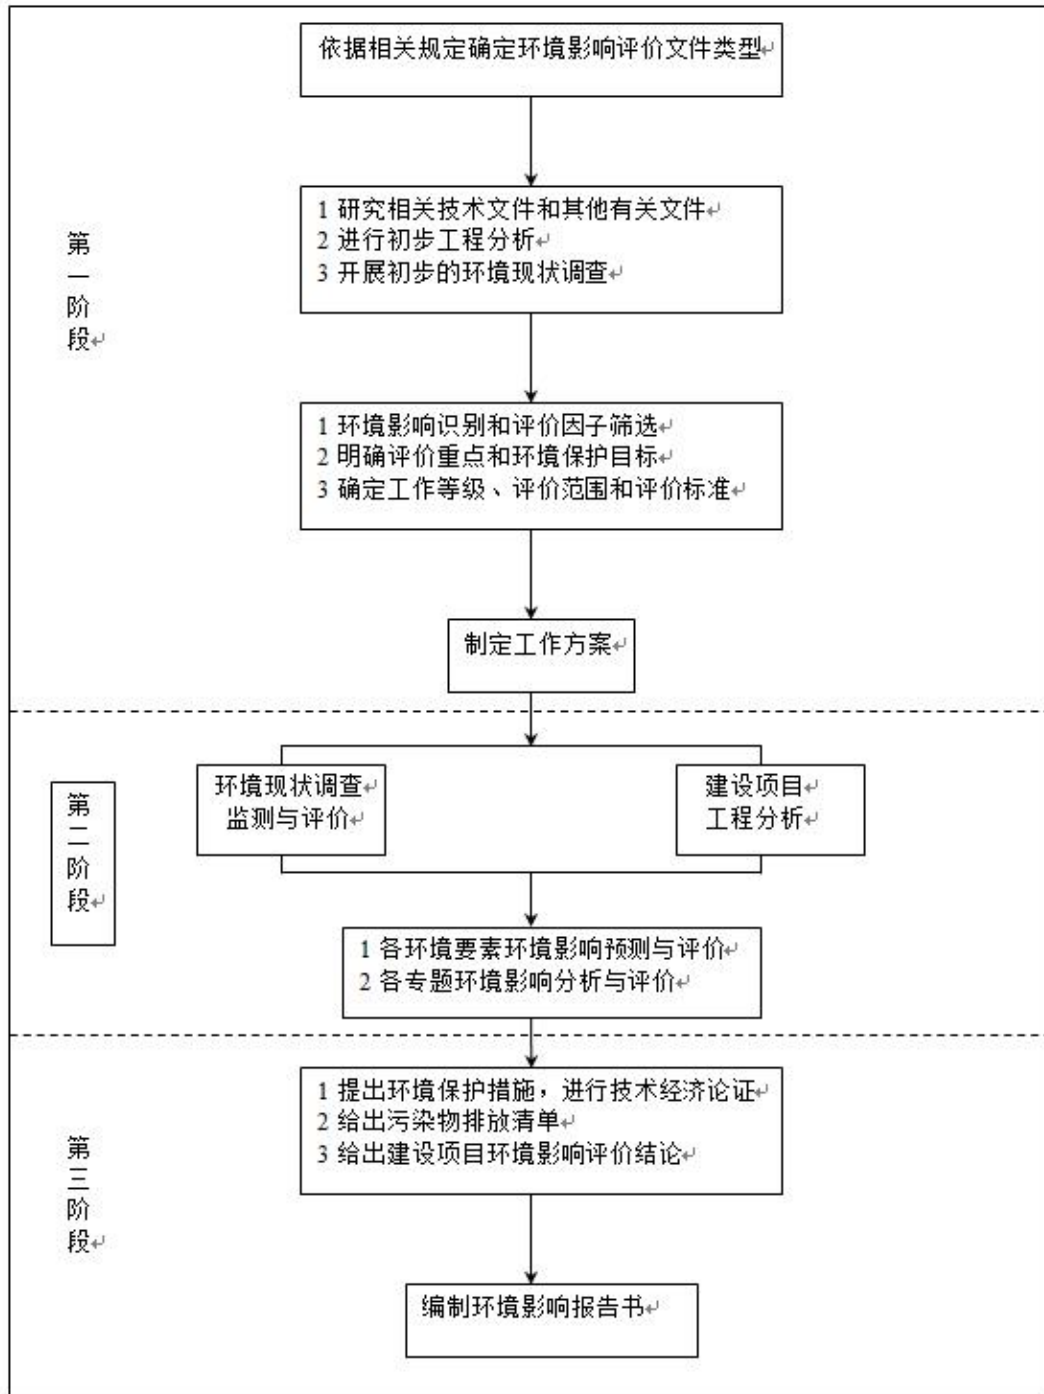 依据相关规定确定环境影响评价文件类型
1 研究相关技术文件和其他有关文件
2 进行初步工程分析
3 开展初步的环境现状调查
第
一
阶
段
1 环境影响识别和评价因子筛选
2 明确评价重点和环境保护目标
3 确定工作等级、评价范围和评价标准
制定工作方案
第
二
阶
段
环境现状调查
监测与评价
建设项目
工程分析
1 各环境要素环境影响预测与评价
2 各专题环境影响分析与评价
第
三
阶
段
1 提出环境保护措施，进行技术经济论证
2 给出污染物排放清单
3 给出建设项目环境影响评价结论
编制环境影响报告书